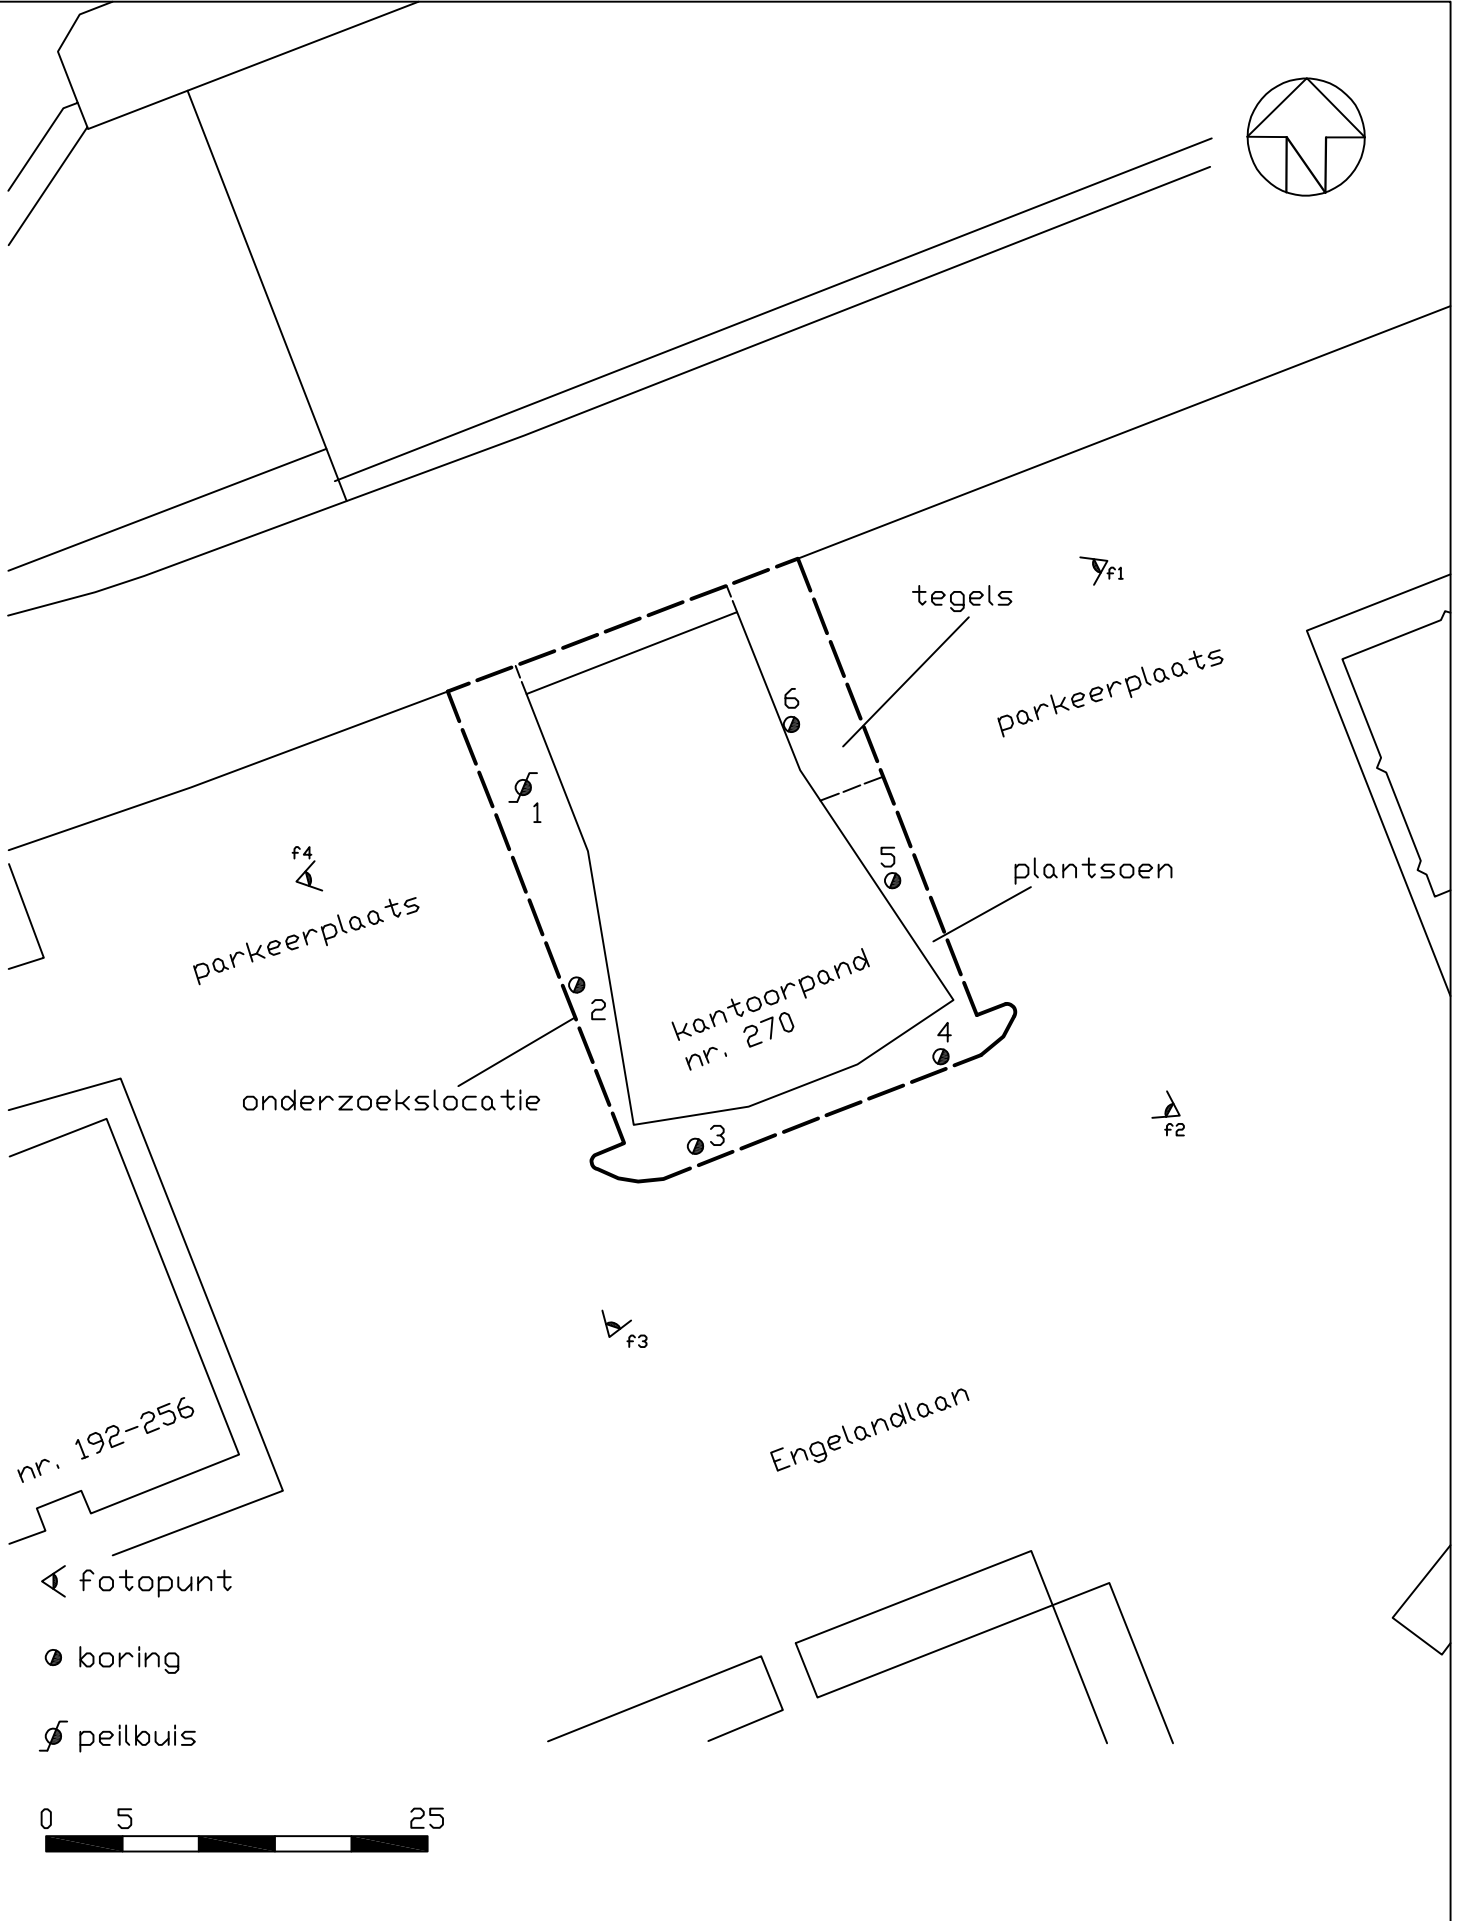 N
f1
tegels
parkeerplaats
6
1
f4
5
plantsoen
parkeerplaats
kantoorpand
nr. 270
2
4
onderzoekslocatie
3
f2
f3
Engelandlaan
nr. 192-256
fotopunt
boring
peilbuis
0 5 25